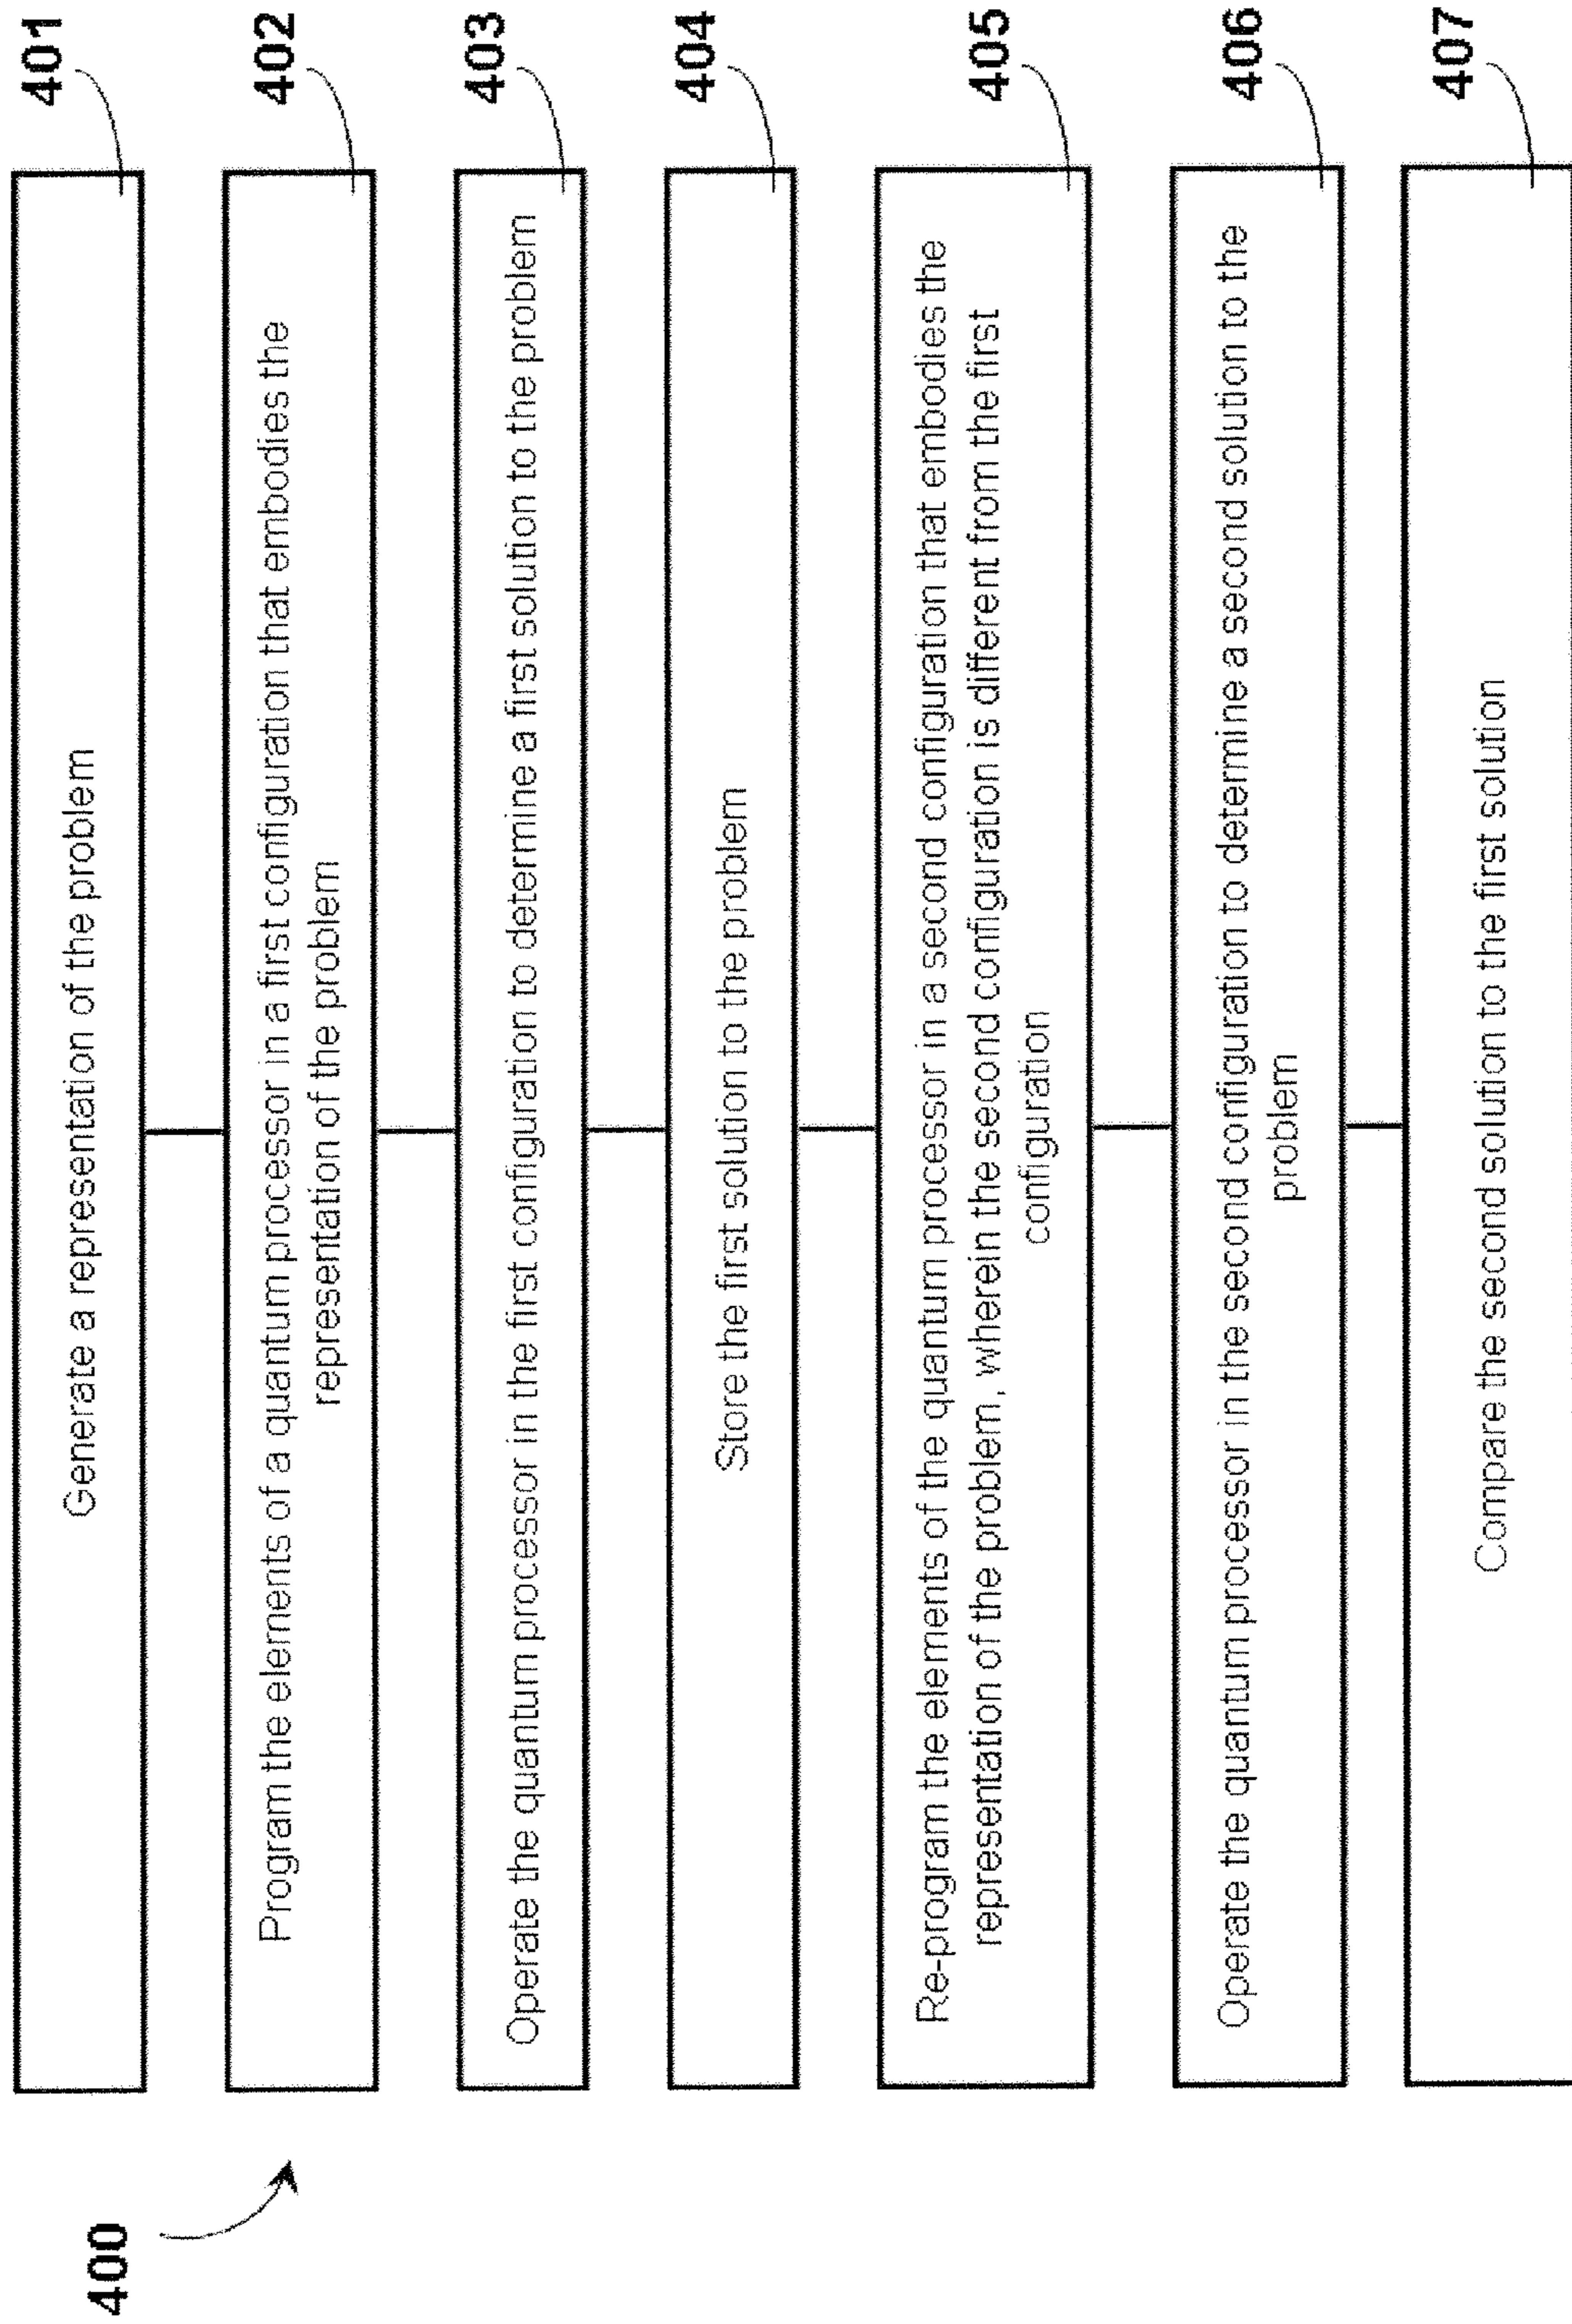 400
Generate a representation of the problem
401
Program the elements of a quantum processor in a first configuration that embodies the
representation of the problem
402
Operate the quantum processor in the first configuration to determine a first solution to the problem
403
Store the first solution to the problem
404
Re-program the elements of the quantum processor in a second configuration that embodies the
representation of the problem, wherein the second configuration is different from the first
configuration
405
Operate the quantum processor in the second configuration to determine a second solution to the
problem
406
Compare the second solution to the first solution
407